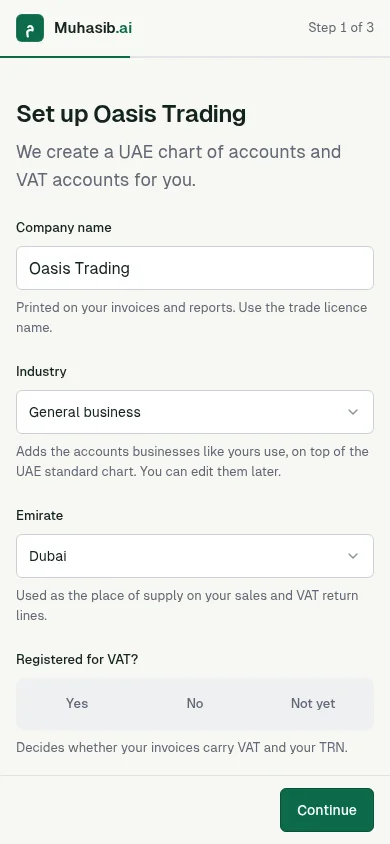 م Muhasib.ai
Step 1 of 3
Set up Oasis Trading
We create a UAE chart of accounts and
VAT accounts for you.
Company name
Oasis Trading
Printed on your invoices and reports. Use the trade licence
name.
Industry
General business
Adds the accounts businesses like yours use, on top of the
UAE standard chart. You can edit them later.
Emirate
Dubai
Used as the place of supply on your sales and VAT return
lines.
Registered for VAT?
Yes No Not yet
Decides whether your invoices carry VAT and your TRN.
Continue